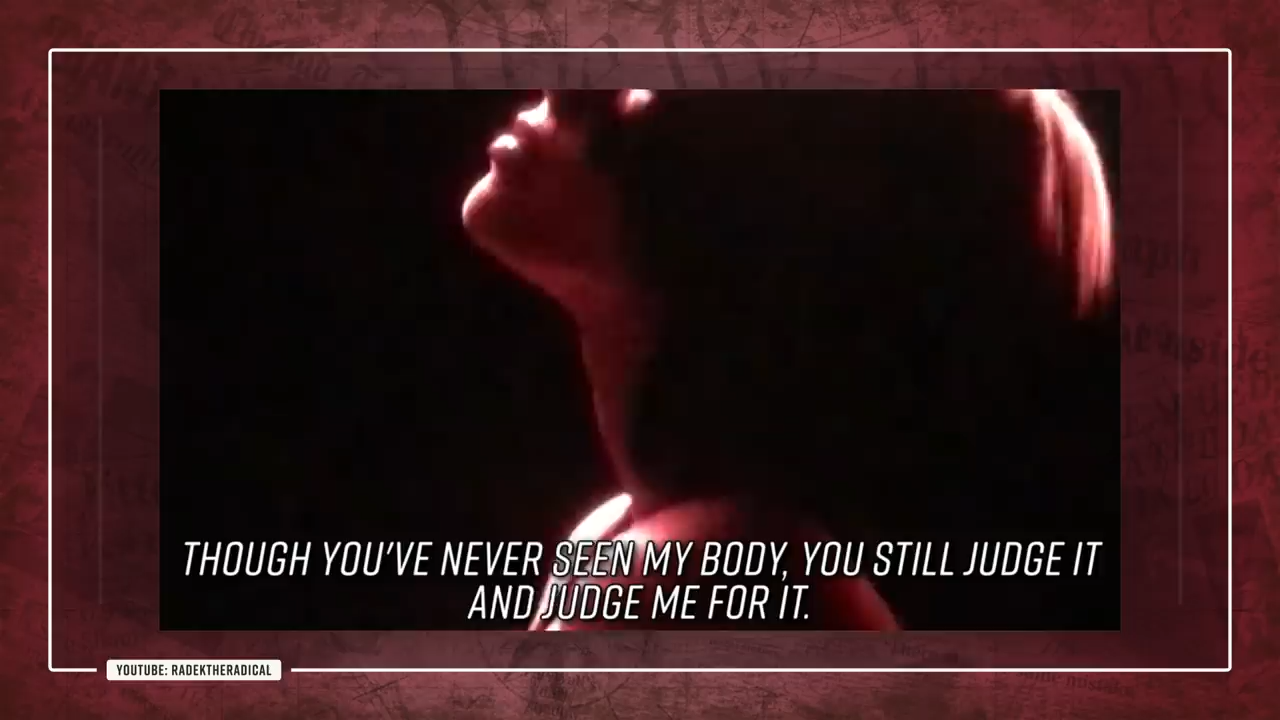 THOUGH YOU'VE NEVER SEEN MY BODY, YOU STILL JUDGE IT
AND JUDGE ME FOR IT.
YOUTUBE: RADEKTHERADICAL